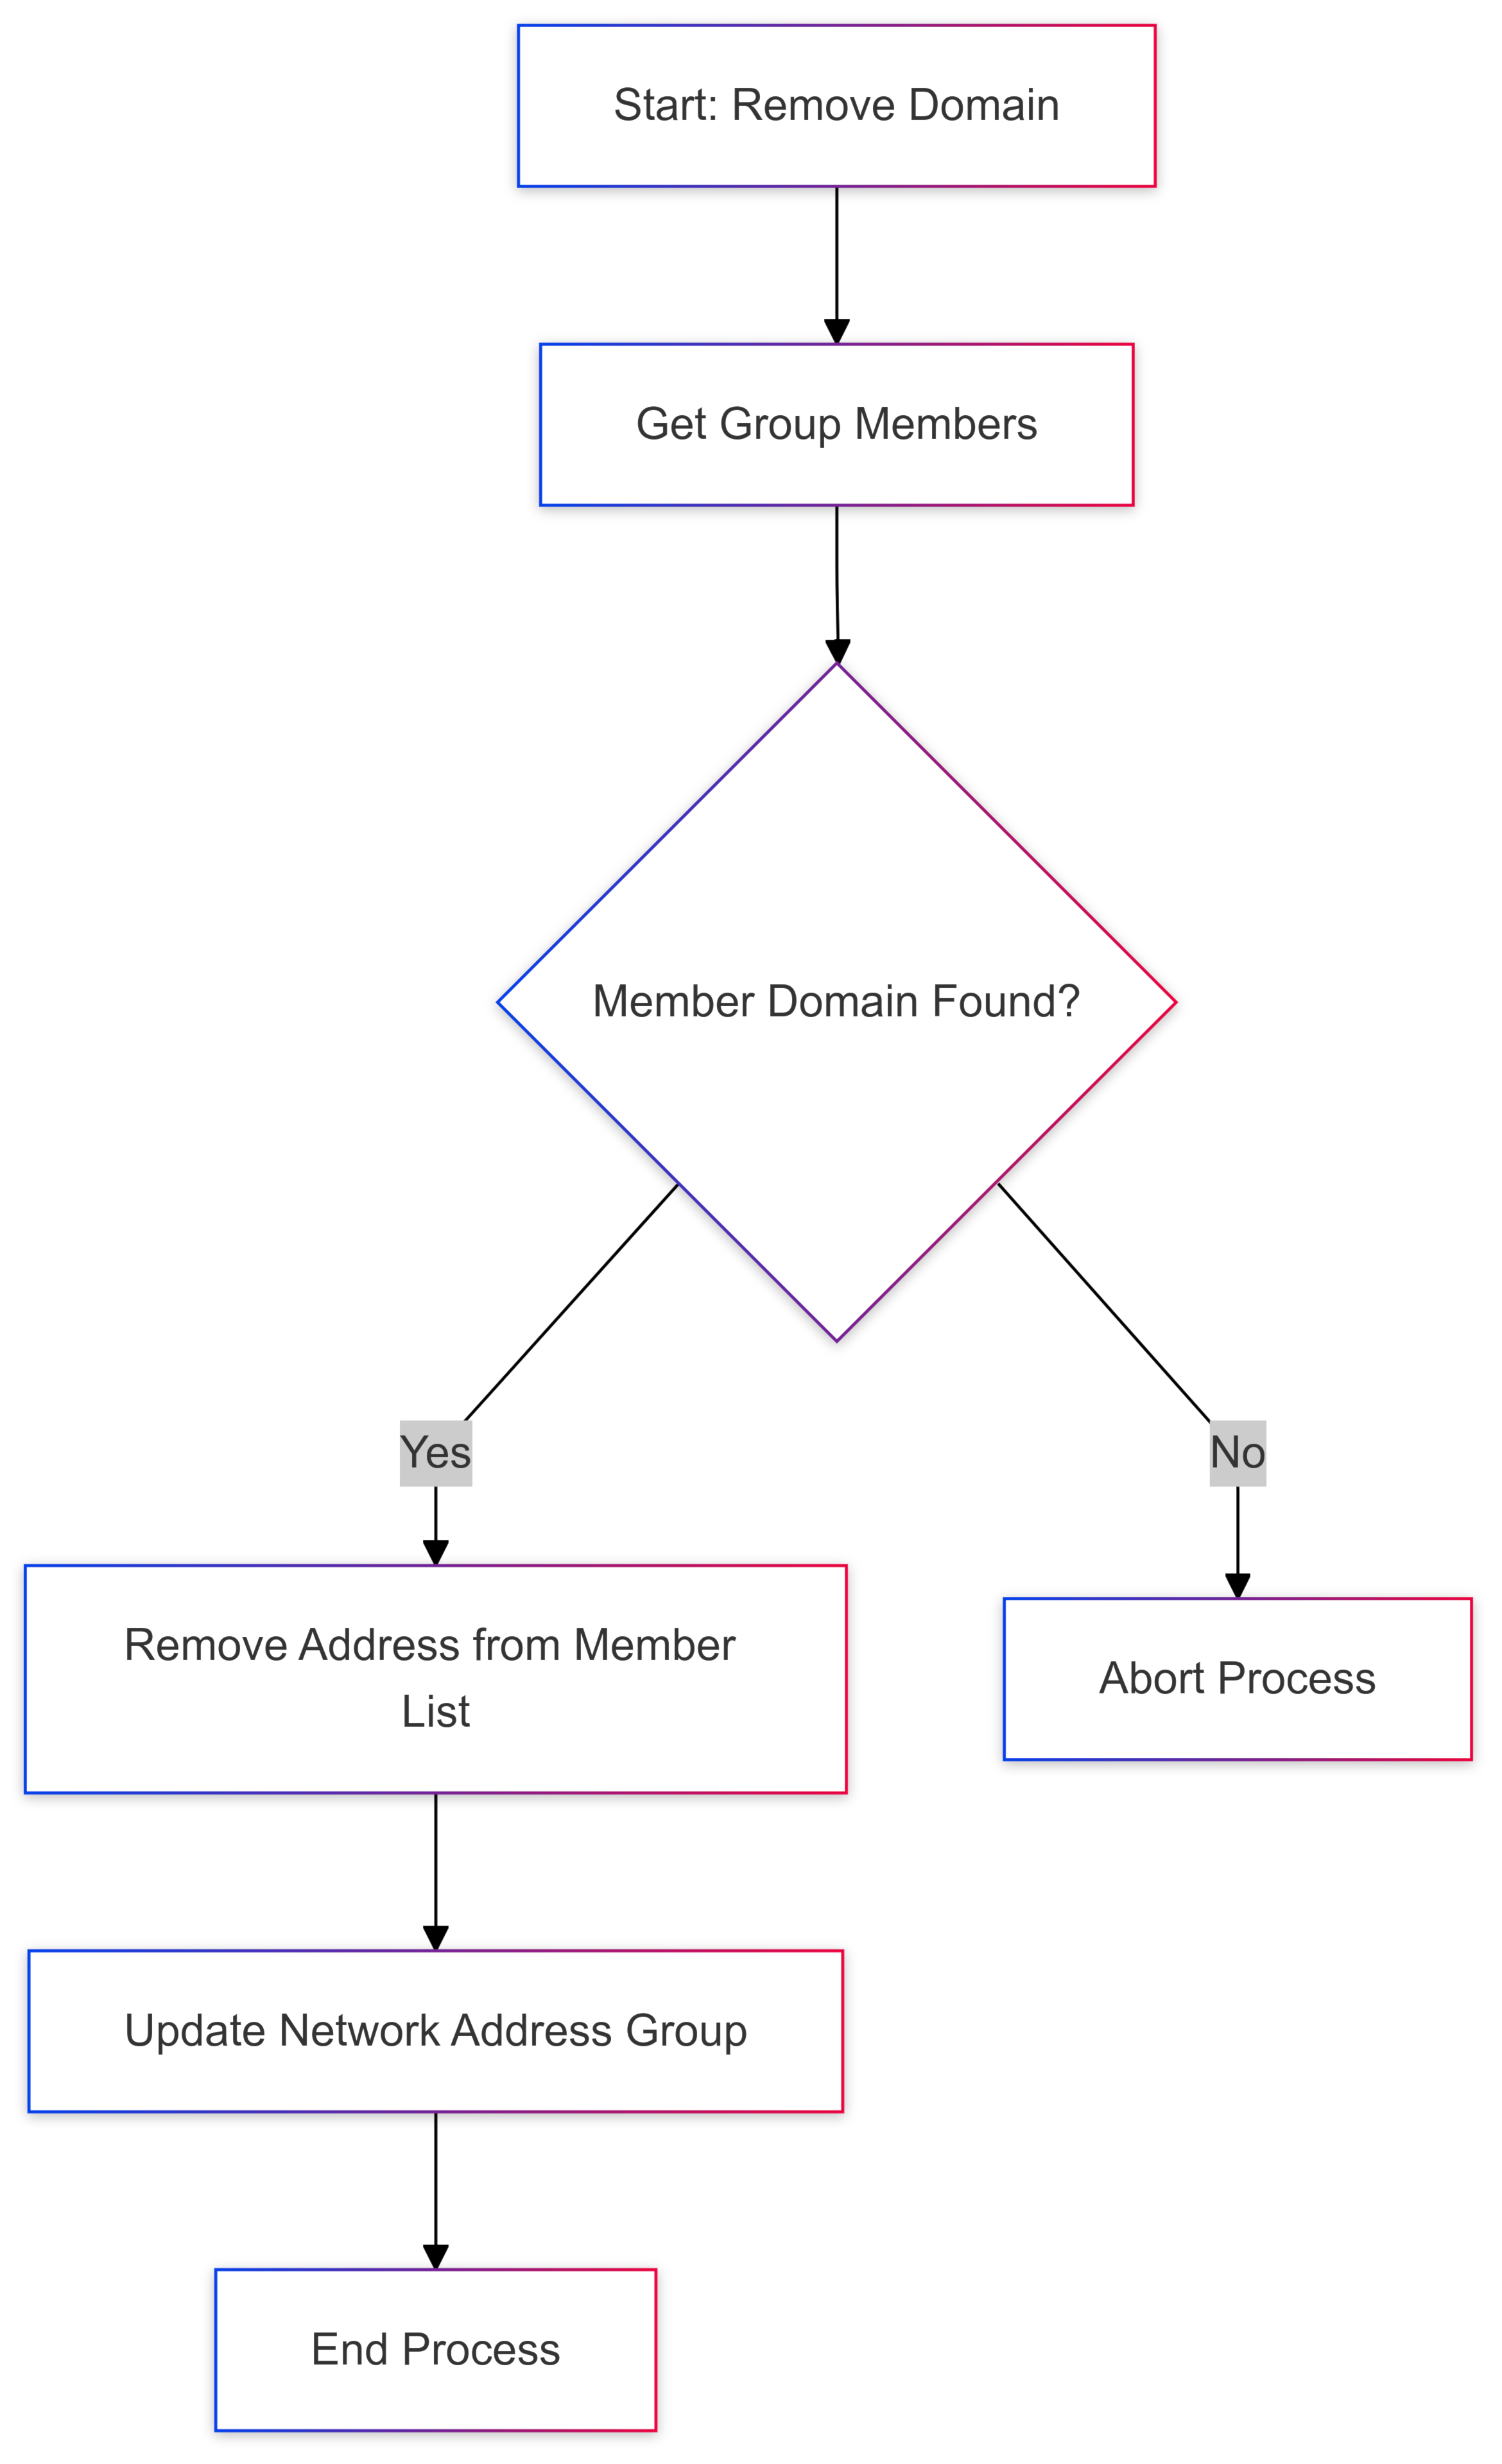 Start: Remove Domain
Get Group Members
Member Domain Found?
Yes
No
Remove Address from Member
List
Abort Process
Update Network Address Group
End Process